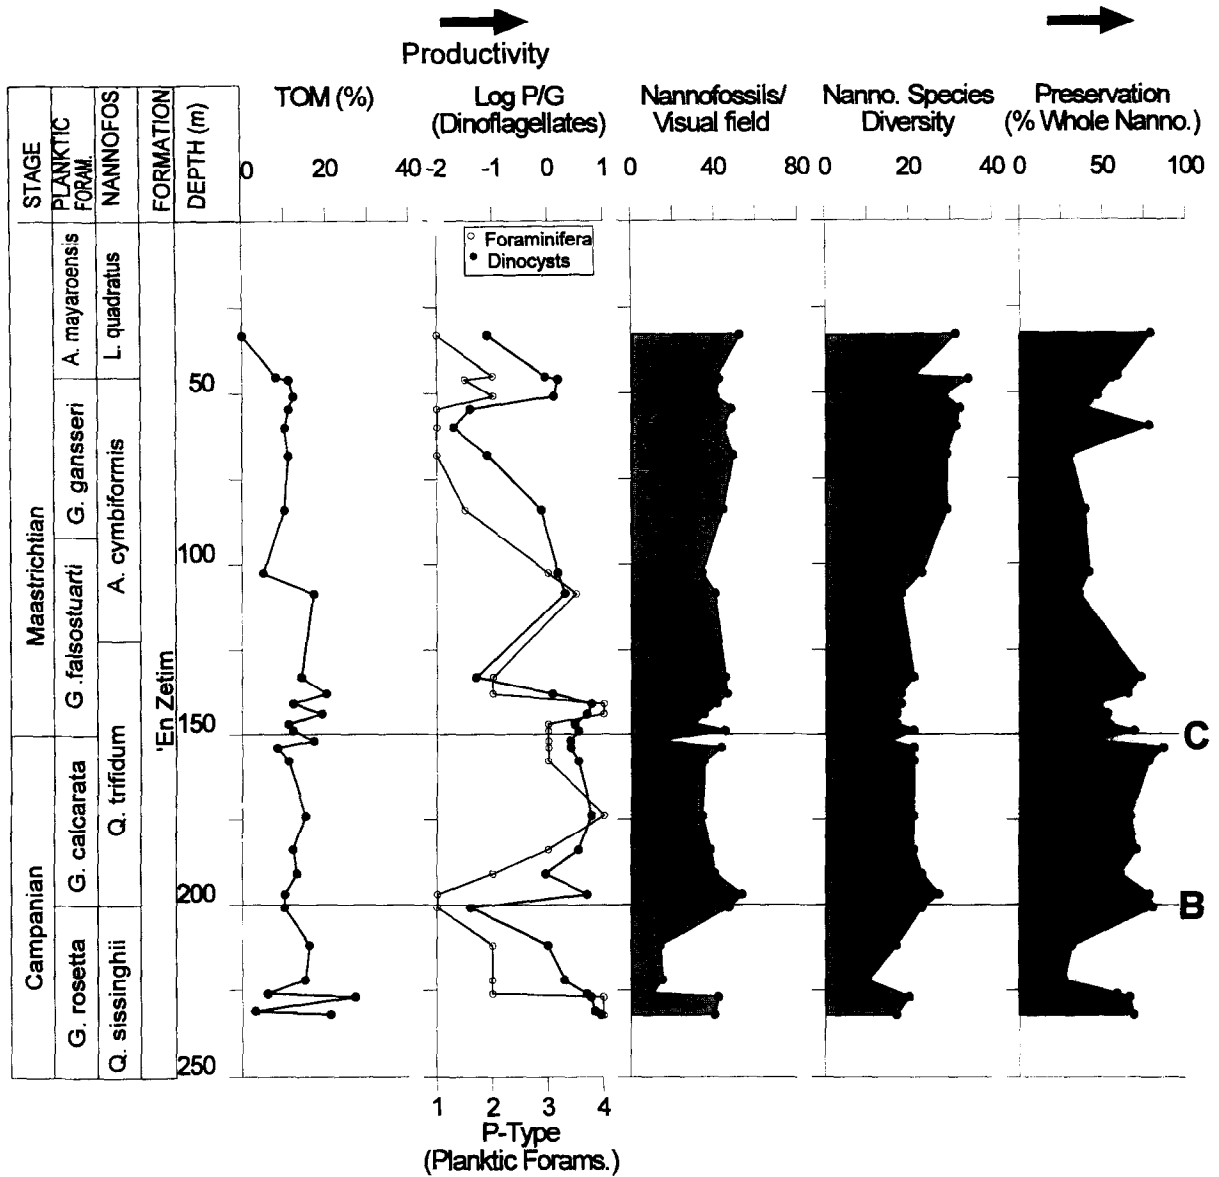 Productivity
TOM (%)
Log P/G
(Dinoflagellates)
Nannofossils/
Visual field
Nanno. Species
Diversity
Preservation
(% Whole Nanno.)
STAGE
PLANKTIC
FORAM.
NANNOFOS
FORMATION
DEPTH (m)
0 20 40
-2 -1 0 1
0 40 80
0 20 40
0 50 100
Foraminifera
Dinocysts
Maastrichtian
Campanian
A. mayaroensis
G. gansseri
G .falsostuarti
G. calcarata
G. rosetta
L. quadratus
A. cymbiformis
Q. trifidum
Q. sissinghii
'En Zetim
50
100
150
200
250
C
B
1 2 3 4
P-Type
(Planktic Forams.)